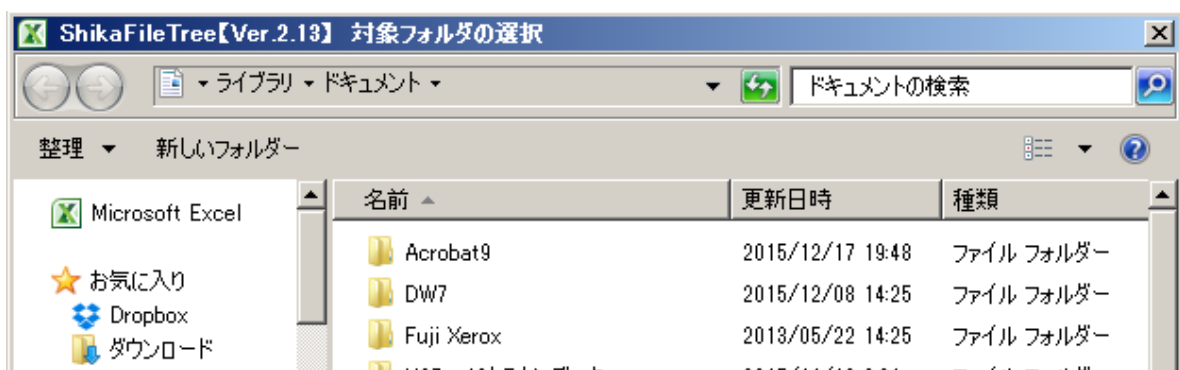 ShikaFileTree【Ver.2.13】 対象フォルダの選択
ライブラリ ドキュメント ドキュメントの検索
整理 新しいフォルダー
Microsoft Excel
お気に入り
Dropbox
ダウンロード
名前 更新日時 種類
Acrobat9 2015/12/17 19:48 ファイル フォルダー
DW7 2015/12/08 14:25 ファイル フォルダー
Fuji Xerox 2013/05/22 14:25 ファイル フォルダー